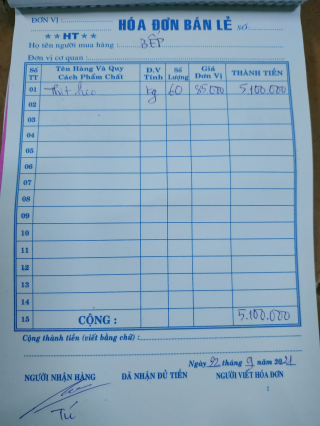 ĐƠN VỊ
HÓA ĐƠN BÁN LẺ SỐ
★★HT★★
Họ tên người mua hàng : BẾP
Đơn vị cơ quan :
Số TT Tên Hàng Và Quy Cách Phẩm Chất Đ.V Tính Số Lượng Giá Đơn Vị THÀNH TIỀN
01 Thịt heo kg 60 85.000 5.100.000
02
03
04
05
06
07
08
09
10
11
12
13
14
15 CỘNG : 5.100.000
Cộng thành tiền (viết bằng chữ) :
Ngày 22 tháng 9 năm 2021
NGƯỜI NHẬN HÀNG ĐÃ NHẬN ĐỦ TIỀN NGƯỜI VIẾT HÓA ĐƠN
Tú